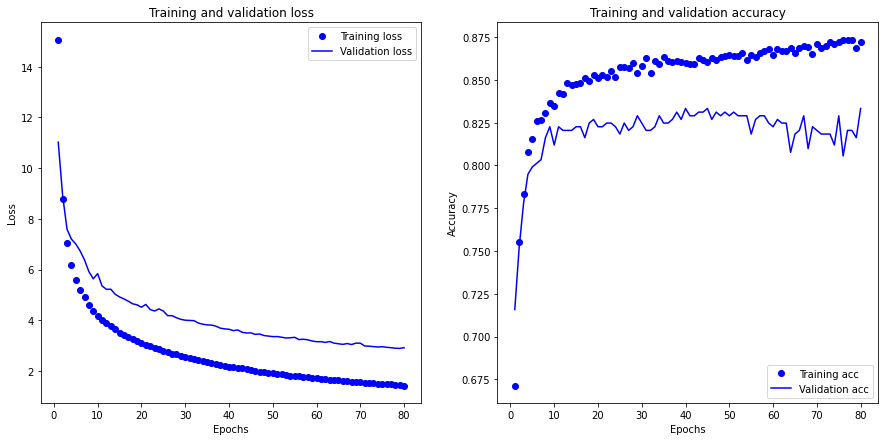 Training and validation loss
Training loss
Validation loss
14
12
10
8
6
4
2
Loss
0 10 20 30 40 50 60 70 80
Epochs
Training and validation accuracy
0.875
0.850
0.825
0.800
0.775
0.750
0.725
0.700
0.675
Accuracy
Training acc
Validation acc
0 10 20 30 40 50 60 70 80
Epochs